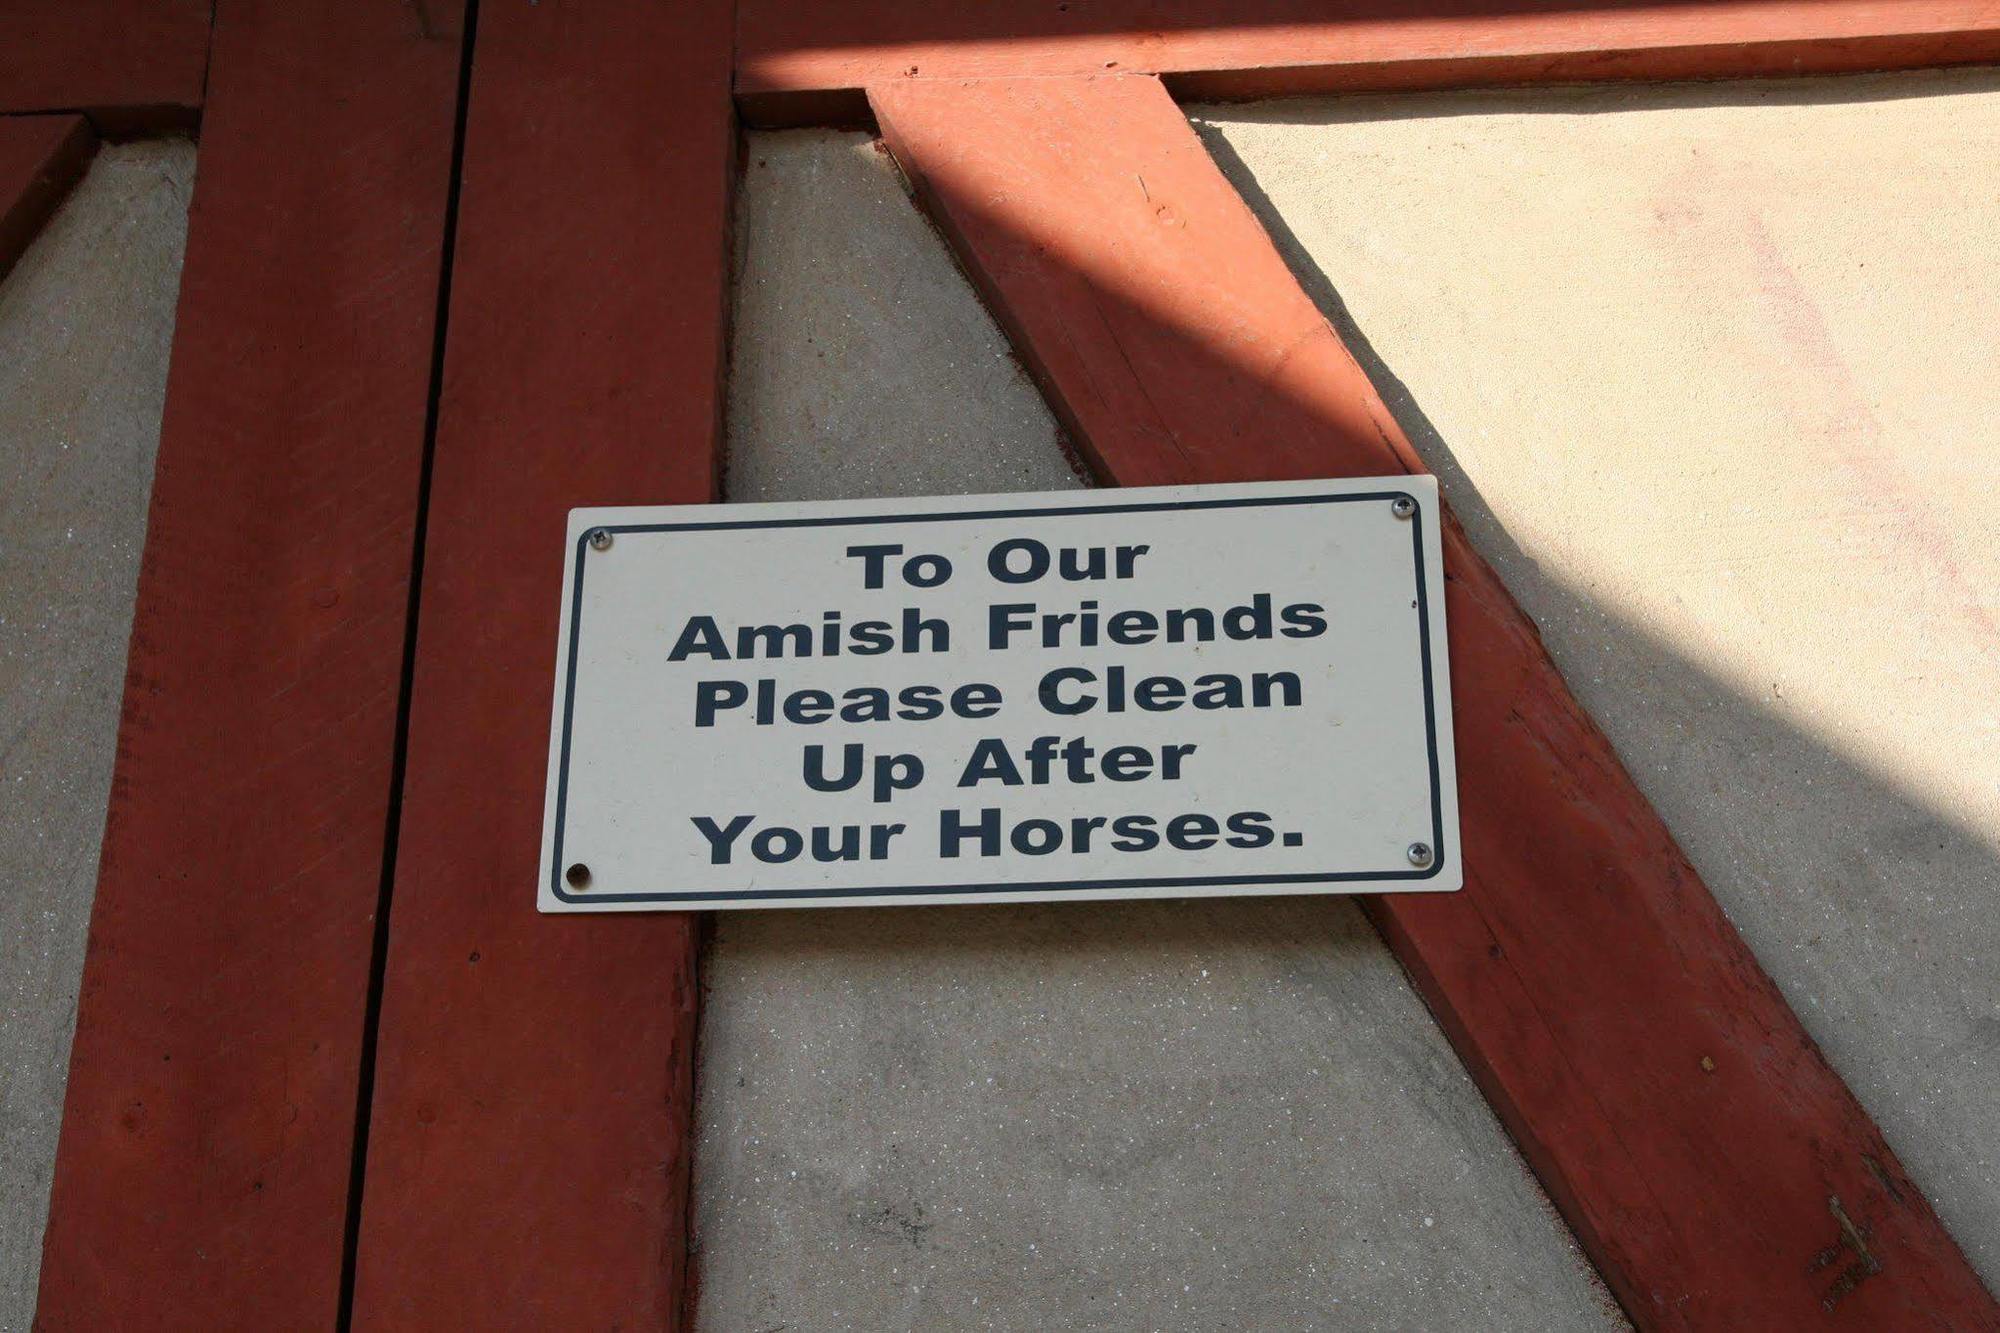 To Our
Amish Friends
Please Clean
Up After
Your Horses.